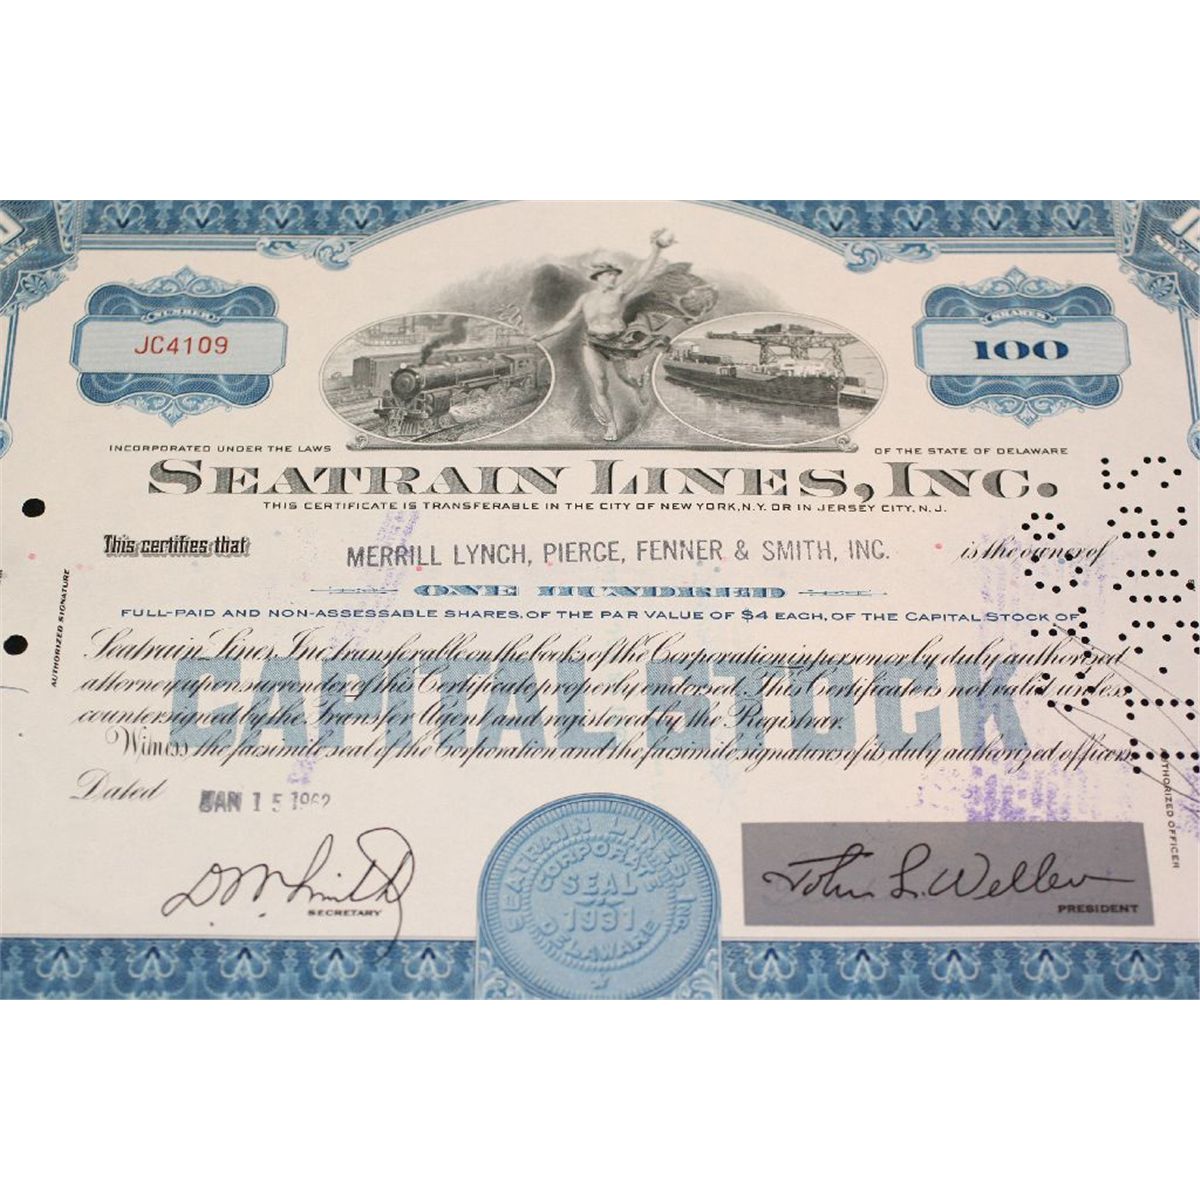 NUMBER
JC4109
SHARES
100
INCORPORATED UNDER THE LAWS
OF THE STATE OF DELAWARE
SEATRAIN LINES, INC.
THIS CERTIFICATE IS TRANSFERABLE IN THE CITY OF NEW YORK, N.Y. OR IN JERSEY CITY, N.J.
This certifies that
MERRILL LYNCH, PIERCE, FENNER & SMITH, INC.
is the owner of
ONE HUNDRED
FULL-PAID AND NON-ASSESSABLE SHARES, OF THE PAR VALUE OF $4 EACH, OF THE CAPITAL STOCK OF
Seatrain Lines, Inc. transferable on the books of the Corporation in person or by duly authorized
attorney upon surrender of this Certificate properly endorsed. This Certificate is not valid unless
countersigned by the Transfer Agent and registered by the Registrar.
Witness the facsimile seal of the Corporation and the facsimile signatures of its duly authorized officers.
CAPITAL STOCK
Dated
JAN 15 1962
D M Smith
SECRETARY
SEATRAIN LINES, Inc.
CORPORATE
SEAL
1931
DELAWARE
John L. Weller
PRESIDENT
AUTHORIZED SIGNATURE
AUTHORIZED OFFICER